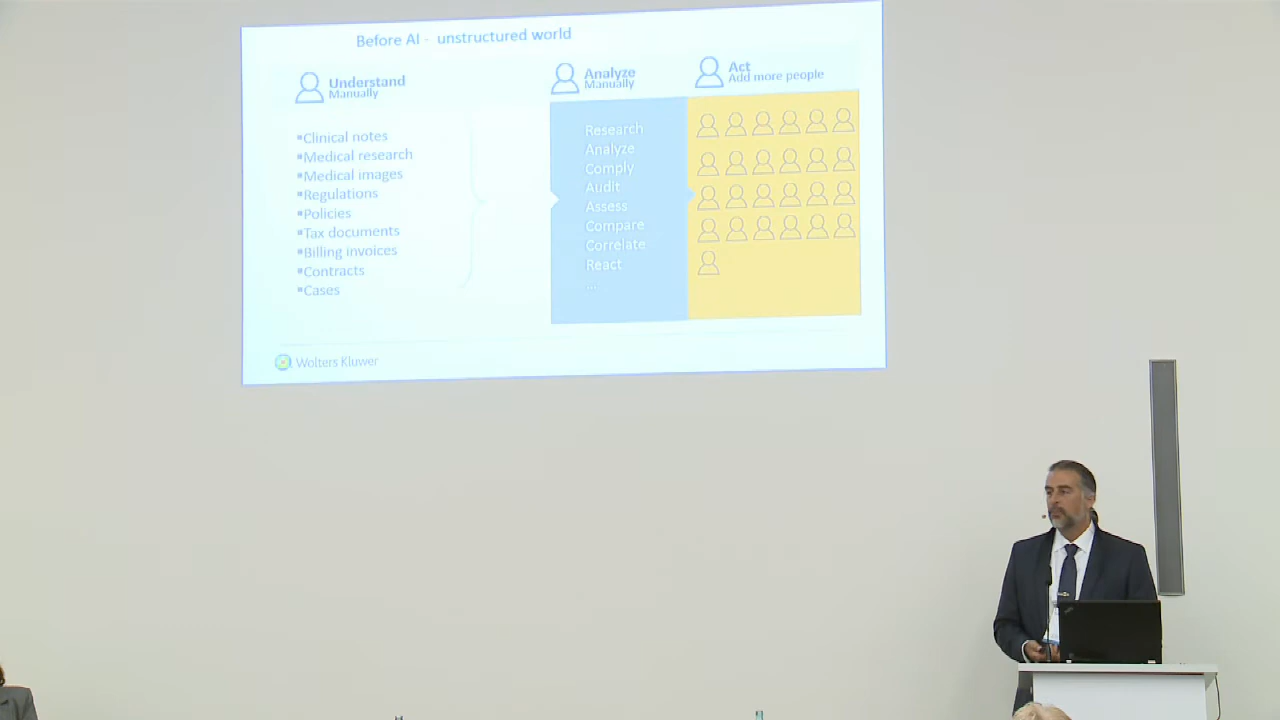 Before AI - unstructured world
Understand
Manually
▪Clinical notes
▪Medical research
▪Medical images
▪Regulations
▪Policies
▪Tax documents
▪Billing invoices
▪Contracts
▪Cases
Analyze
Manually
Research
Analyze
Comply
Audit
Assess
Compare
Correlate
React
...
Act
Add more people
Wolters Kluwer